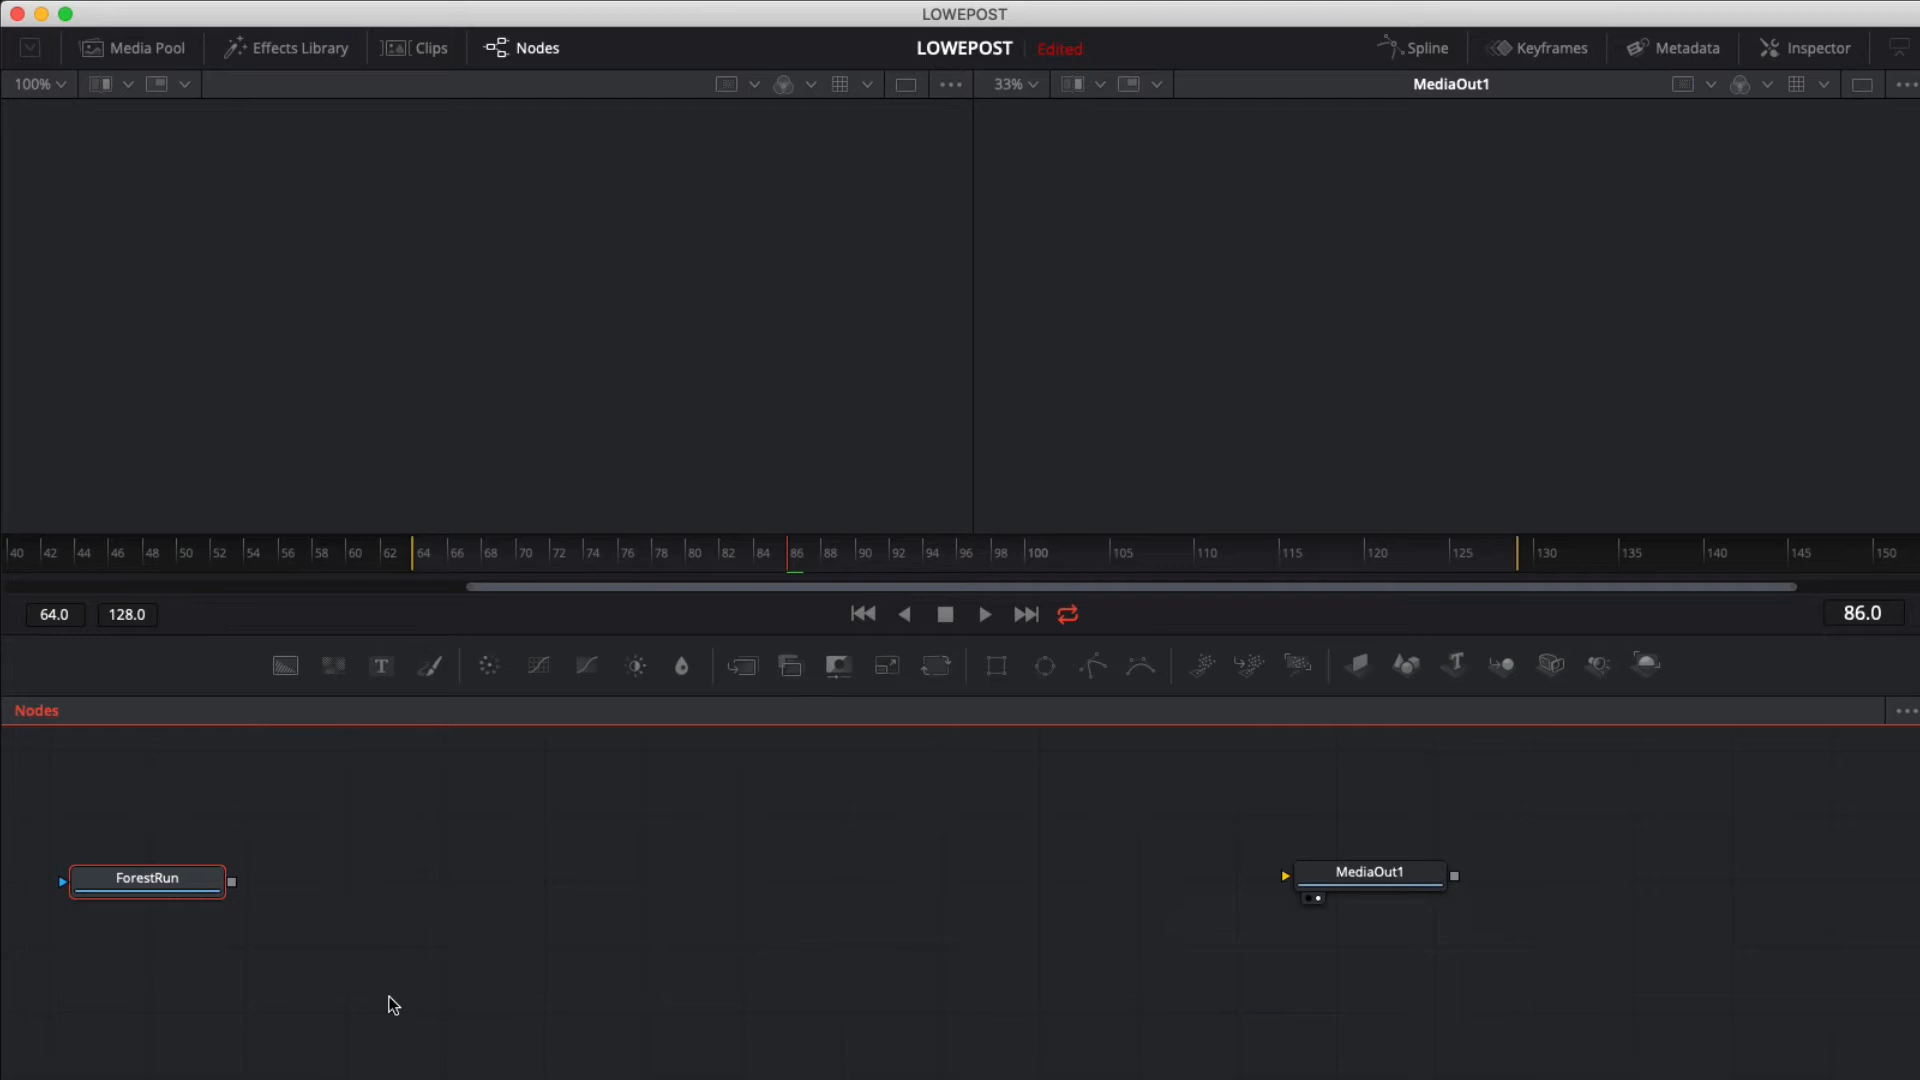 LOWEPOST
Media Pool
Effects Library
Clips
Nodes
LOWEPOST
Edited
Spline
Keyframes
Metadata
Inspector
100%
33%
MediaOut1
40 42 44 46 48 50 52 54 56 58 60 62 64 66 68 70 72 74 76 78 80 82 84 86 88 90 92 94 96 98 100 105 110 115 120 125 130 135 140 145 150
64.0
128.0
86.0
T
Nodes
ForestRun
MediaOut1